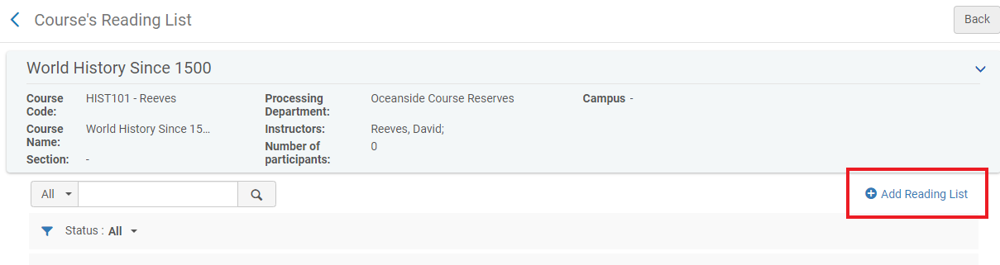 Course's Reading List
Back
World History Since 1500
Course Code: HIST101 - Reeves
Processing Department: Oceanside Course Reserves
Campus -
Course Name: World History Since 15...
Instructors: Reeves, David;
Number of participants: 0
Section: -
All
Add Reading List
Status : All